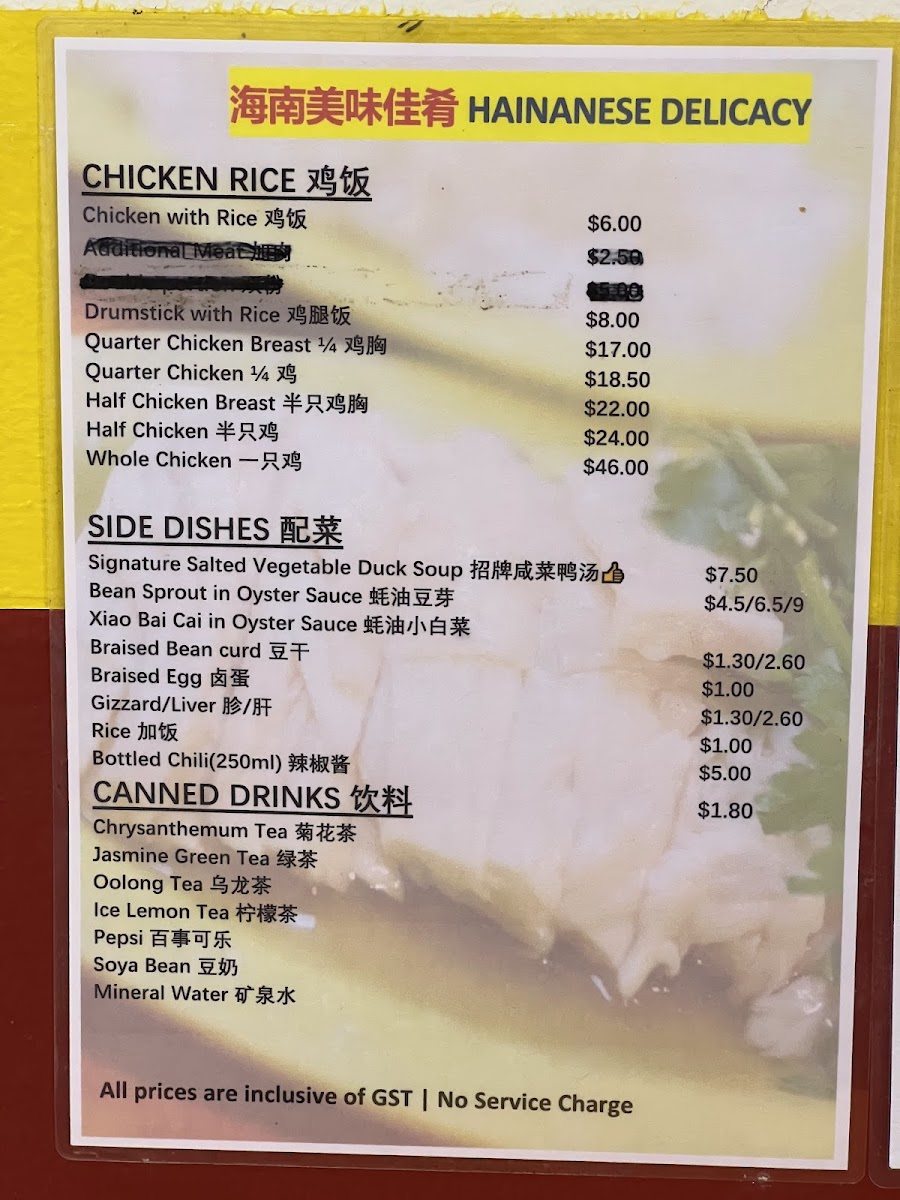 海南美味佳肴 HAINANESE DELICACY
CHICKEN RICE 鸡饭
Chicken with Rice 鸡饭 $6.00
Additional Meat 加肉 $2.50
$5.00
Drumstick with Rice 鸡腿饭 $8.00
Quarter Chicken Breast ¼ 鸡胸 $17.00
Quarter Chicken ¼ 鸡 $18.50
Half Chicken Breast 半只鸡胸 $22.00
Half Chicken 半只鸡 $24.00
Whole Chicken 一只鸡 $46.00
SIDE DISHES 配菜
Signature Salted Vegetable Duck Soup 招牌咸菜鸭汤👍 $7.50
Bean Sprout in Oyster Sauce 蚝油豆芽 $4.5/6.5/9
Xiao Bai Cai in Oyster Sauce 蚝油小白菜
Braised Bean curd 豆干 $1.30/2.60
Braised Egg 卤蛋 $1.00
Gizzard/Liver 胗/肝 $1.30/2.60
Rice 加饭 $1.00
Bottled Chili(250ml) 辣椒酱 $5.00
CANNED DRINKS 饮料 $1.80
Chrysanthemum Tea 菊花茶
Jasmine Green Tea 绿茶
Oolong Tea 乌龙茶
Ice Lemon Tea 柠檬茶
Pepsi 百事可乐
Soya Bean 豆奶
Mineral Water 矿泉水
All prices are inclusive of GST | No Service Charge